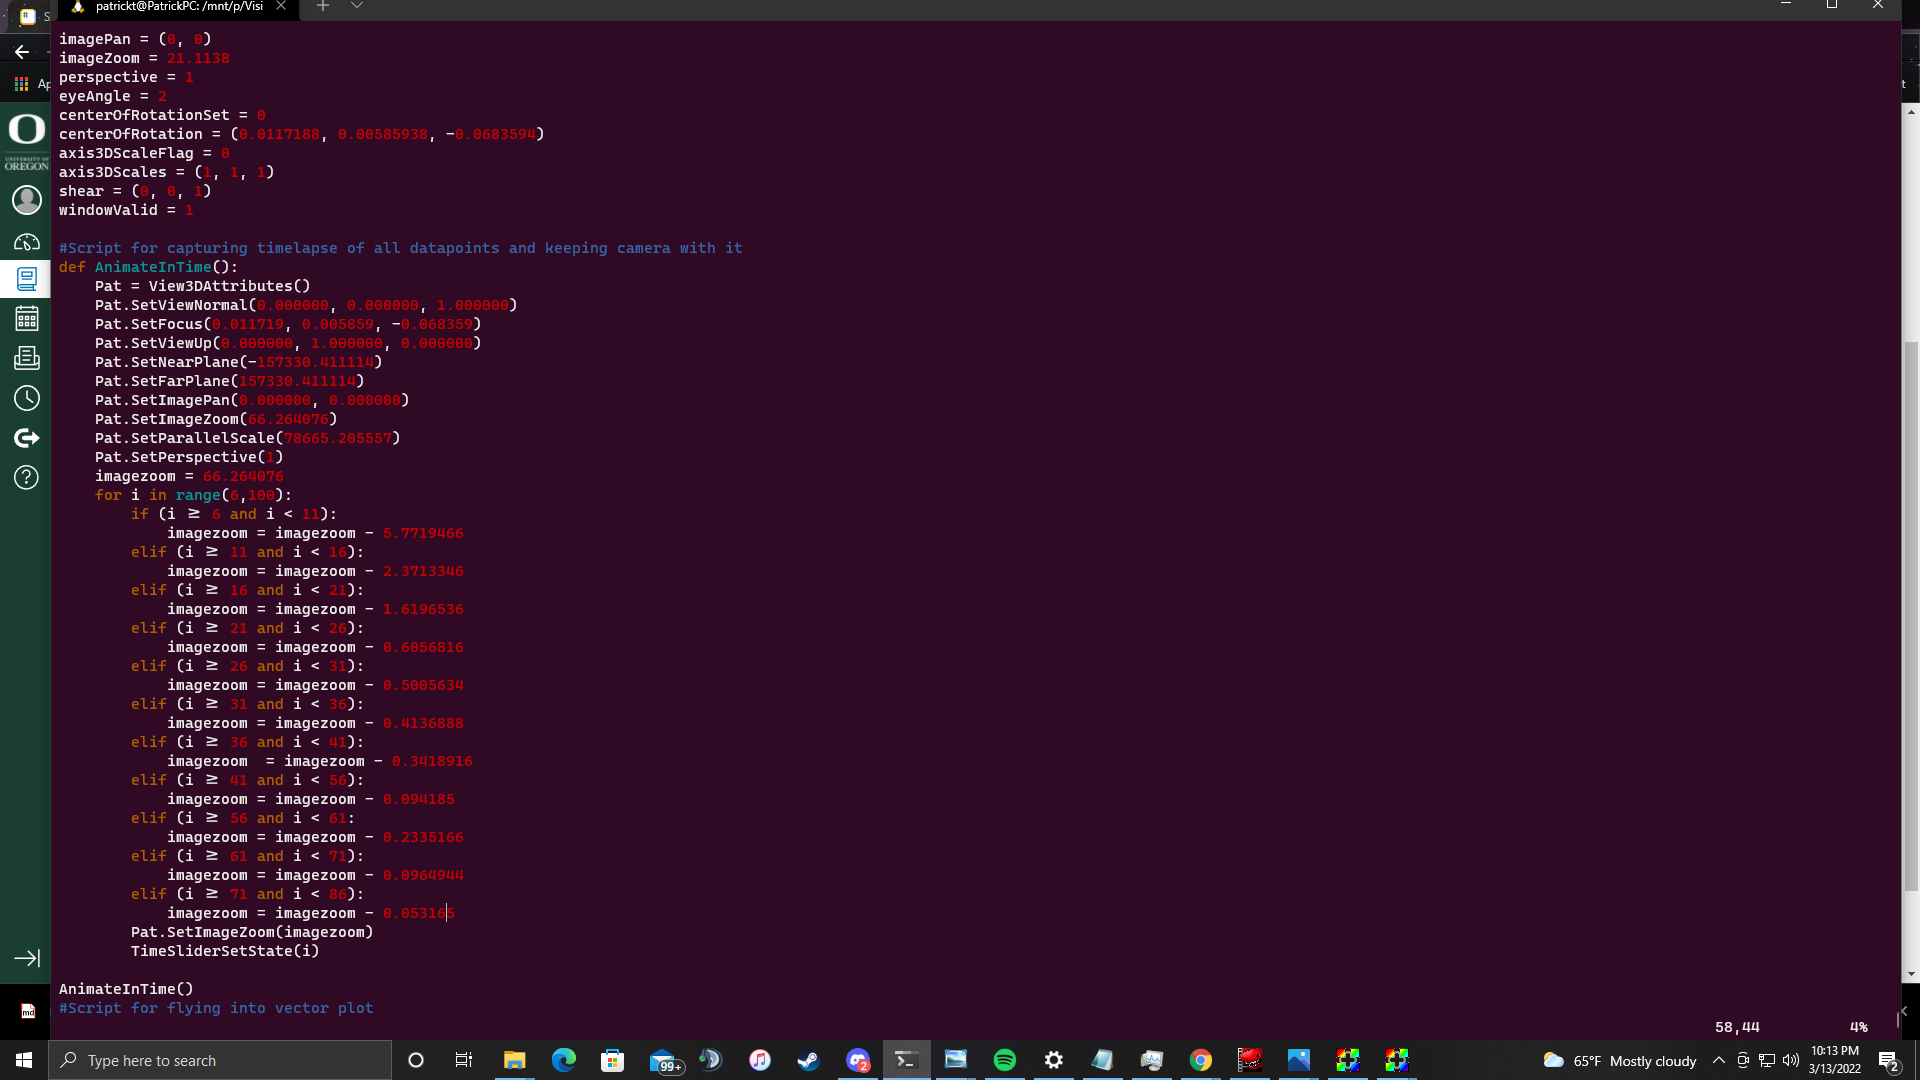 patrickt@PatrickPC: /mnt/p/Visi
imagePan = (0, 0)
imageZoom = 21.1138
perspective = 1
eyeAngle = 2
centerOfRotationSet = 0
centerOfRotation = (0.0117188, 0.00585938, -0.0683594)
axis3DScaleFlag = 0
axis3DScales = (1, 1, 1)
shear = (0, 0, 1)
windowValid = 1
#Script for capturing timelapse of all datapoints and keeping camera with it
def AnimateInTime():
    Pat = View3DAttributes()
    Pat.SetViewNormal(0.000000, 0.000000, 1.000000)
    Pat.SetFocus(0.011719, 0.005859, -0.068359)
    Pat.SetViewUp(0.000000, 1.000000, 0.000000)
    Pat.SetNearPlane(-157330.411114)
    Pat.SetFarPlane(157330.411114)
    Pat.SetImagePan(0.000000, 0.000000)
    Pat.SetImageZoom(66.264076)
    Pat.SetParallelScale(78665.205557)
    Pat.SetPerspective(1)
    imagezoom = 66.264076
    for i in range(6,100):
        if (i ≥ 6 and i < 11):
            imagezoom = imagezoom - 5.7719466
        elif (i ≥ 11 and i < 16):
            imagezoom = imagezoom - 2.3713346
        elif (i ≥ 16 and i < 21):
            imagezoom = imagezoom - 1.6196536
        elif (i ≥ 21 and i < 26):
            imagezoom = imagezoom - 0.6056816
        elif (i ≥ 26 and i < 31):
            imagezoom = imagezoom - 0.5005634
        elif (i ≥ 31 and i < 36):
            imagezoom = imagezoom - 0.4136888
        elif (i ≥ 36 and i < 41):
            imagezoom  = imagezoom - 0.3418916
        elif (i ≥ 41 and i < 56):
            imagezoom = imagezoom - 0.094185
        elif (i ≥ 56 and i < 61:
            imagezoom = imagezoom - 0.2335166
        elif (i ≥ 61 and i < 71):
            imagezoom = imagezoom - 0.0964944
        elif (i ≥ 71 and i < 86):
            imagezoom = imagezoom - 0.053165
        Pat.SetImageZoom(imagezoom)
        TimeSliderSetState(i)
AnimateInTime()
#Script for flying into vector plot
58,44 4%
Ap
O
UNIVERSITY OF
OREGON
md
Type here to search
99+
2
65°F Mostly cloudy
10:13 PM
3/13/2022
2